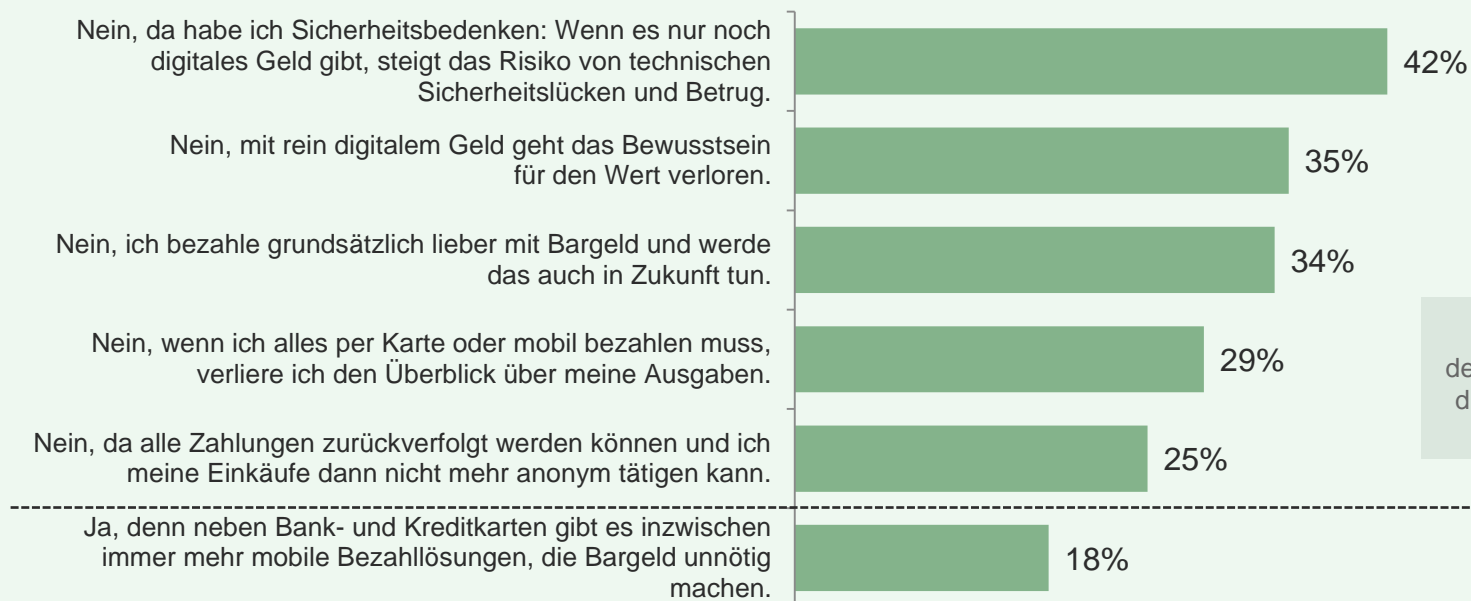 Nein, da habe ich Sicherheitsbedenken: Wenn es nur noch
digitales Geld gibt, steigt das Risiko von technischen
Sicherheitslücken und Betrug.
42%
Nein, mit rein digitalem Geld geht das Bewusstsein
für den Wert verloren.
35%
Nein, ich bezahle grundsätzlich lieber mit Bargeld und werde
das auch in Zukunft tun.
34%
Nein, wenn ich alles per Karte oder mobil bezahlen muss,
verliere ich den Überblick über meine Ausgaben.
29%
Nein, da alle Zahlungen zurückverfolgt werden können und ich
meine Einkäufe dann nicht mehr anonym tätigen kann.
25%
Ja, denn neben Bank- und Kreditkarten gibt es inzwischen
immer mehr mobile Bezahllösungen, die Bargeld unnötig
machen.
18%